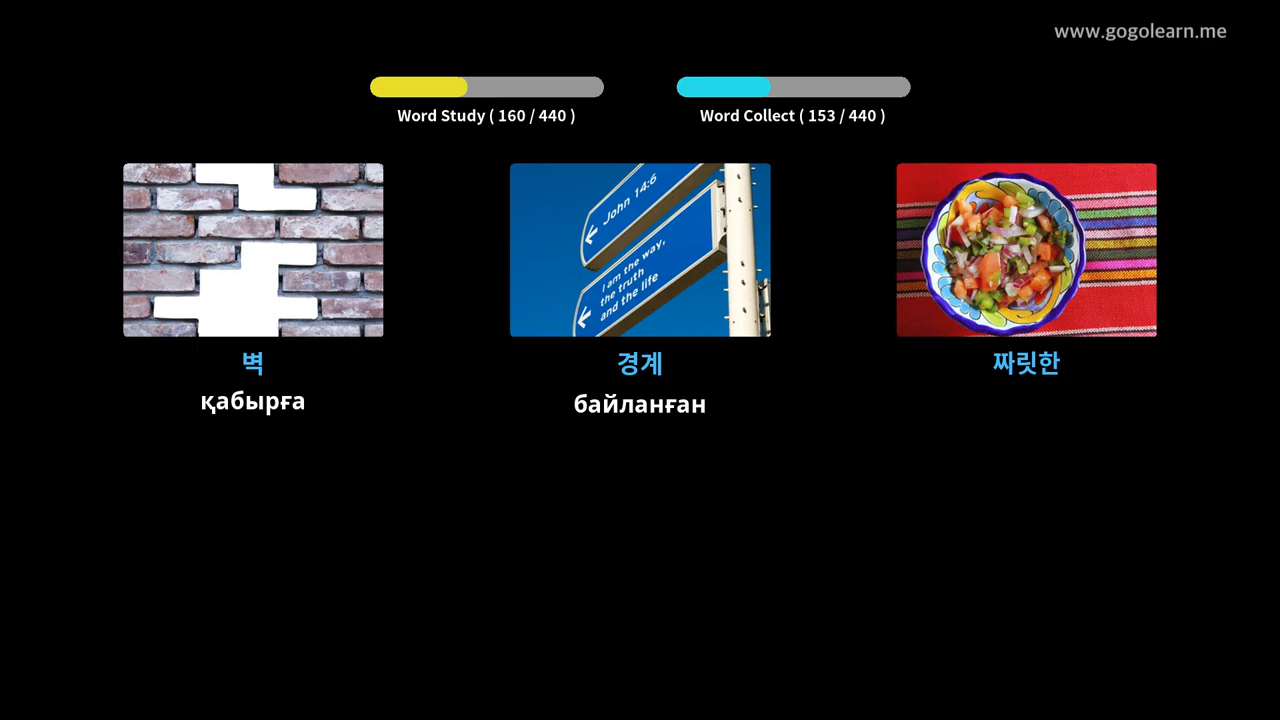 www.gogolearn.me
Word Study ( 160 / 440 )
Word Collect ( 153 / 440 )
John 14:6
I am the way,
the truth
and the life
벽
경계
짜릿한
қабырға
байланған